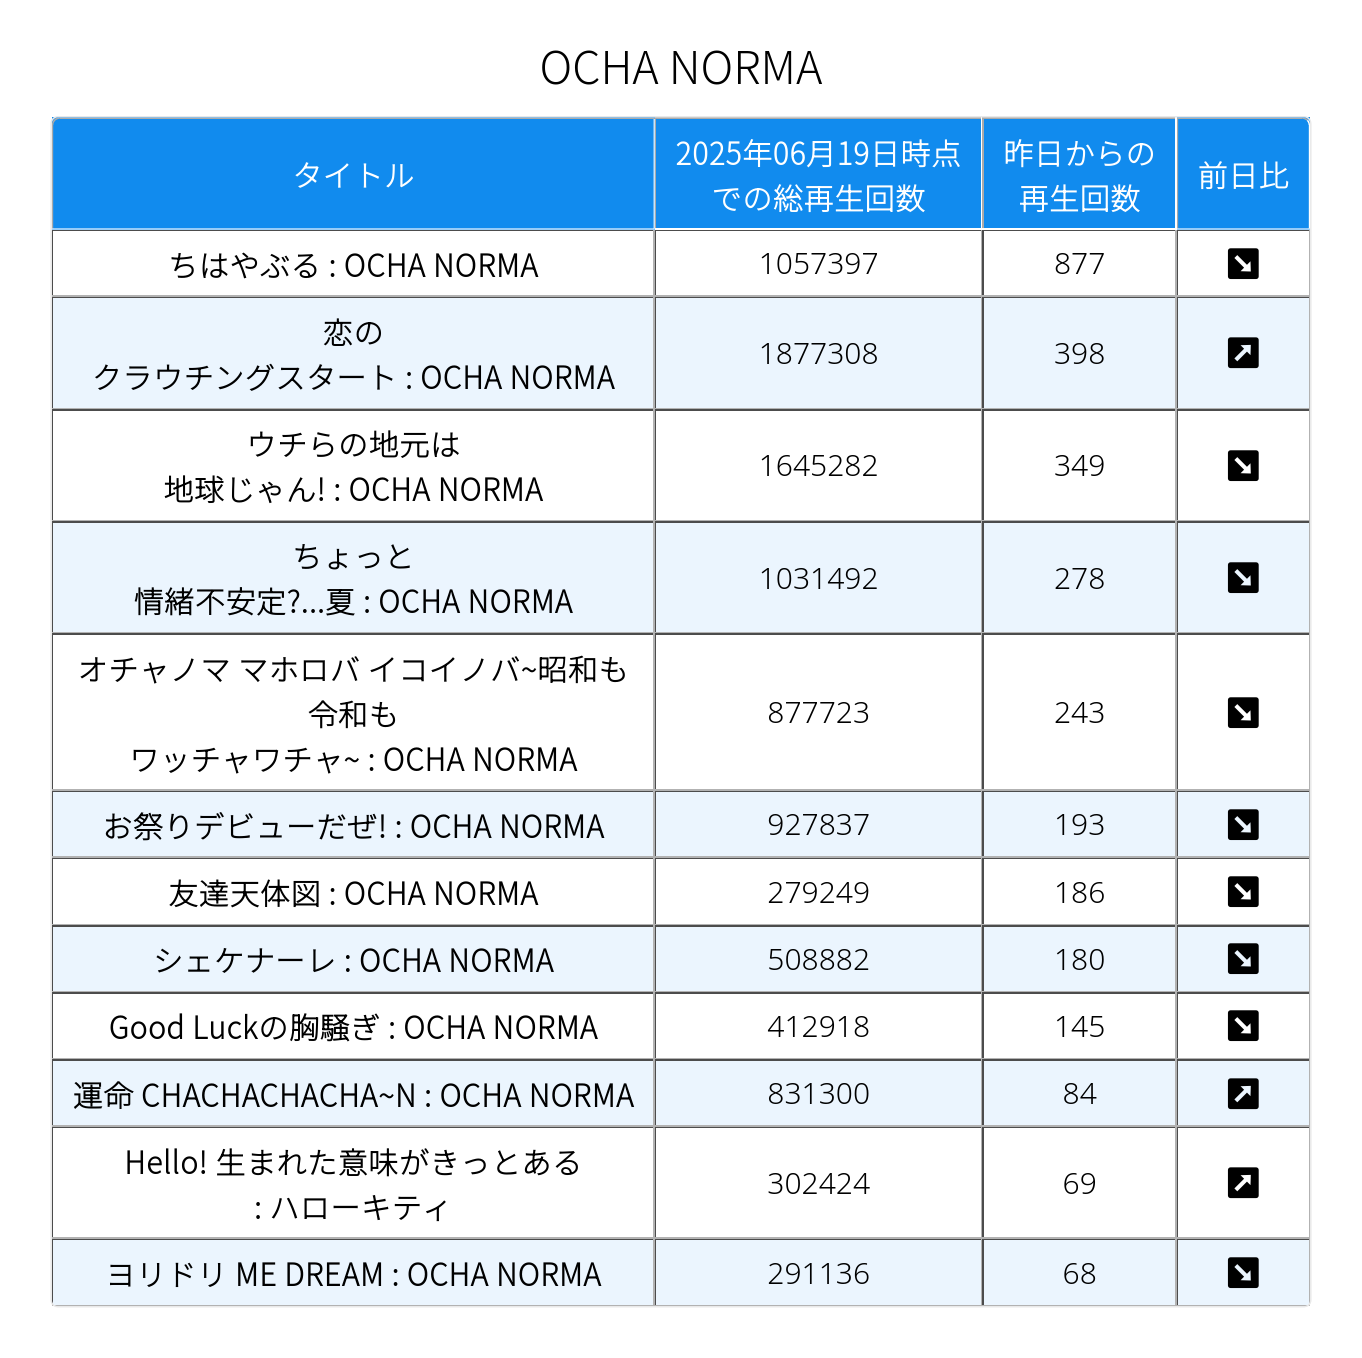 OCHA NORMA
タイトル
2025年06月19日時点
での総再生回数
昨日からの
再生回数
前日比
ちはやぶる : OCHA NORMA
1057397
877
恋の
クラウチングスタート : OCHA NORMA
1877308
398
ウチらの地元は
地球じゃん! : OCHA NORMA
1645282
349
ちょっと
情緒不安定?...夏 : OCHA NORMA
1031492
278
オチャノマ マホロバ イコイノバ~昭和も
令和も
ワッチャワチャ~ : OCHA NORMA
877723
243
お祭りデビューだぜ! : OCHA NORMA
927837
193
友達天体図 : OCHA NORMA
279249
186
シェケナーレ : OCHA NORMA
508882
180
Good Luckの胸騒ぎ : OCHA NORMA
412918
145
運命 CHACHACHACHA~N : OCHA NORMA
831300
84
Hello! 生まれた意味がきっとある
: ハローキティ
302424
69
ヨリドリ ME DREAM : OCHA NORMA
291136
68